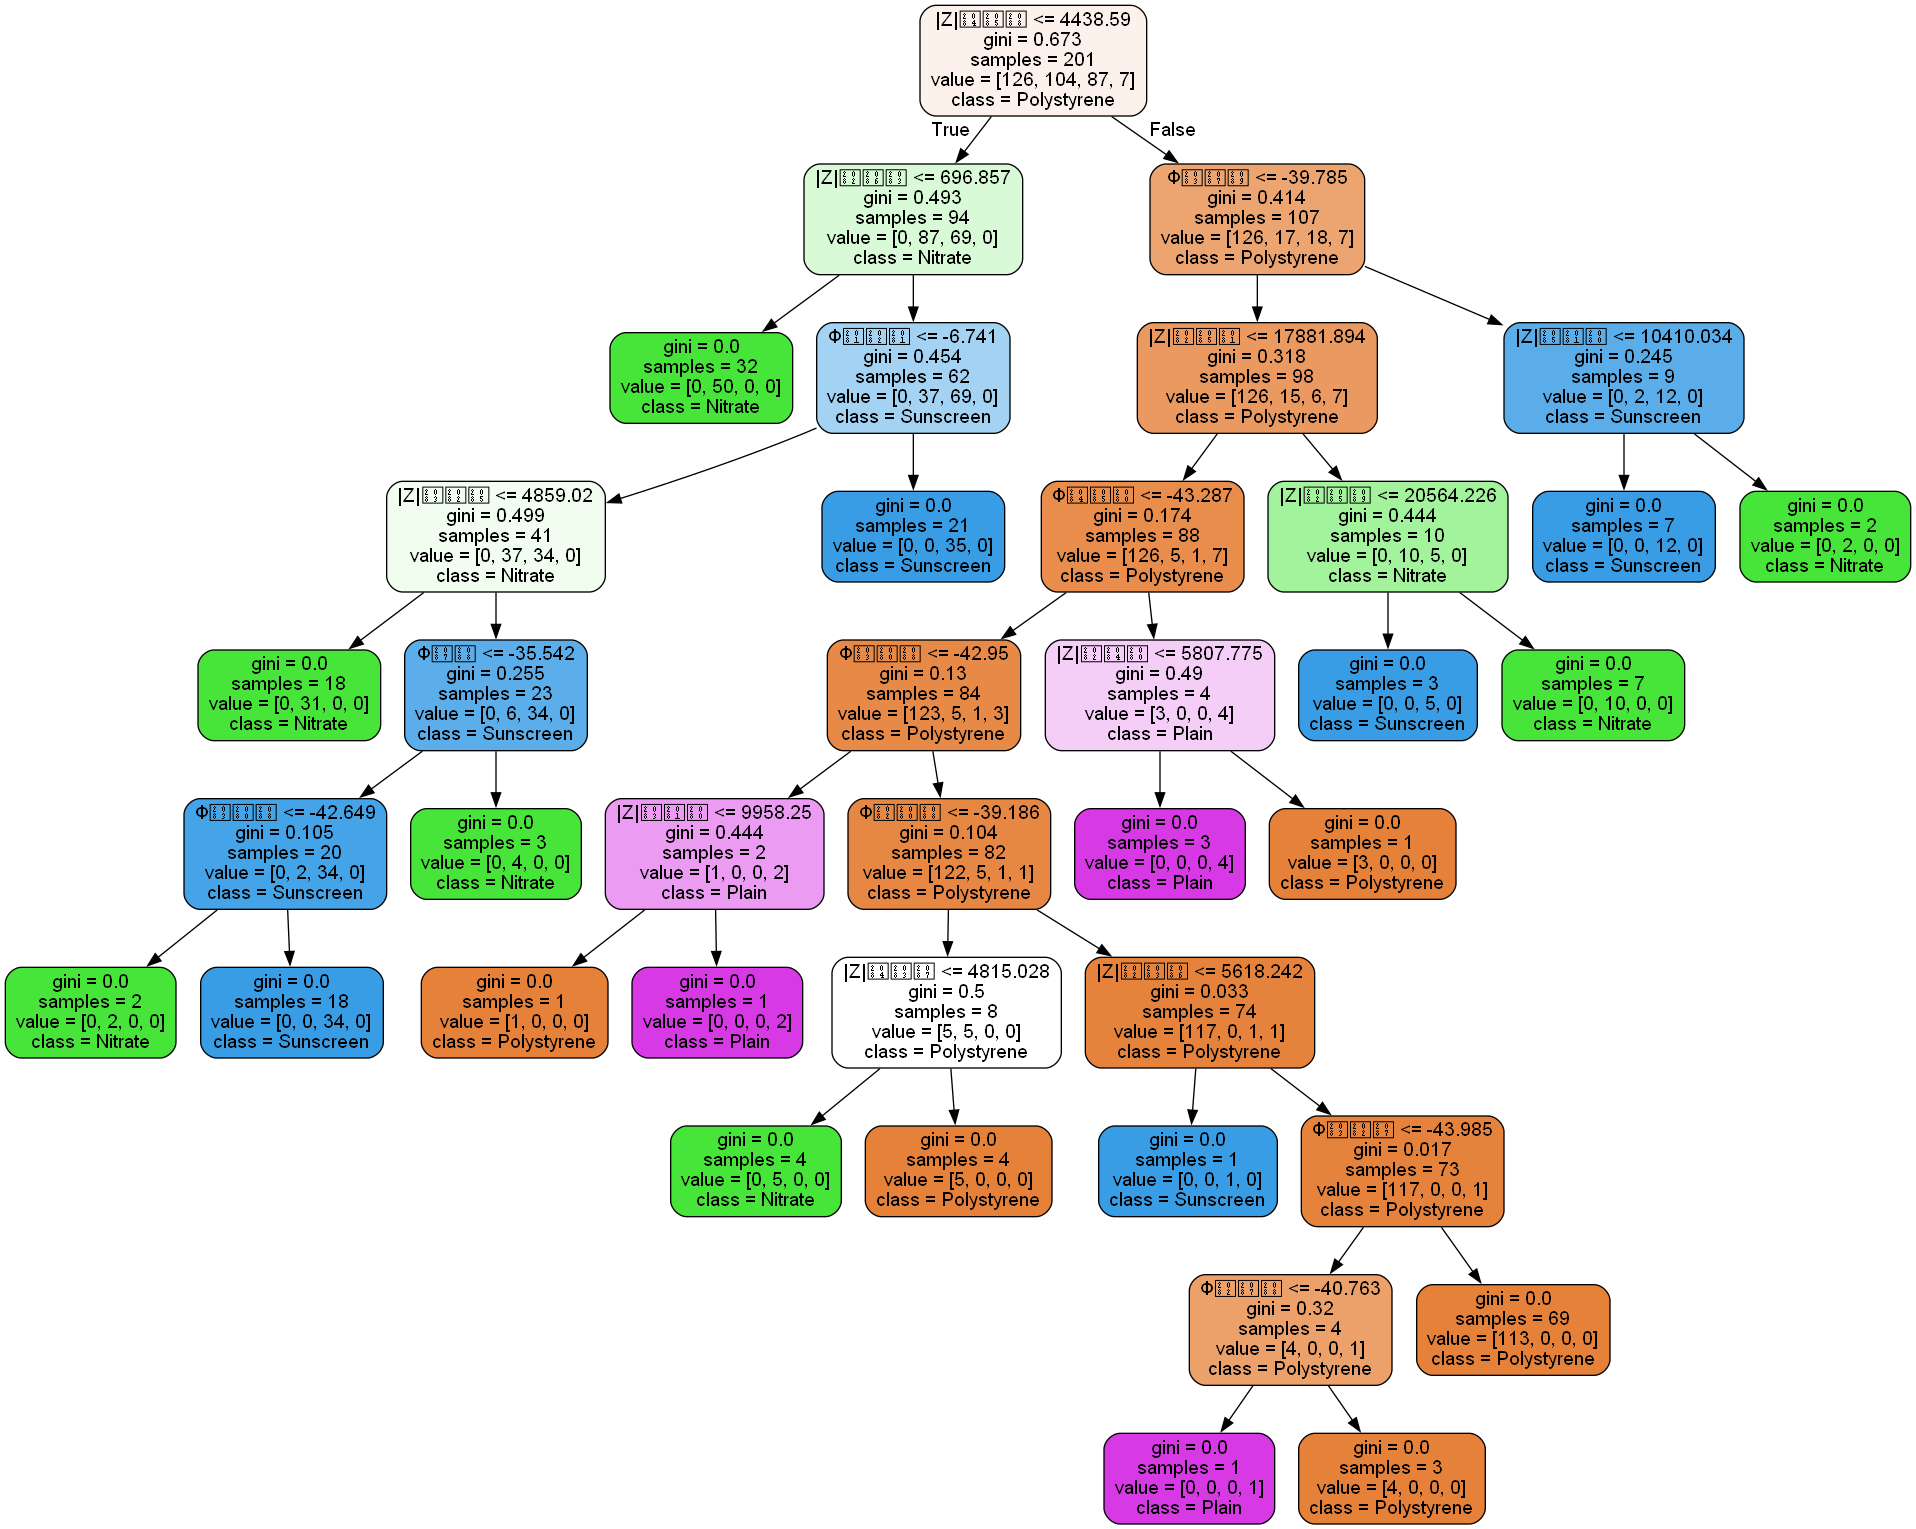 |Z| <= 4438.59
gini = 0.673
samples = 201
value = [126, 104, 87, 7]
class = Polystyrene
True
False
|Z| <= 696.857
gini = 0.493
samples = 94
value = [0, 87, 69, 0]
class = Nitrate
Φ <= -39.785
gini = 0.414
samples = 107
value = [126, 17, 18, 7]
class = Polystyrene
gini = 0.0
samples = 32
value = [0, 50, 0, 0]
class = Nitrate
Φ <= -6.741
gini = 0.454
samples = 62
value = [0, 37, 69, 0]
class = Sunscreen
|Z| <= 17881.894
gini = 0.318
samples = 98
value = [126, 15, 6, 7]
class = Polystyrene
|Z| <= 10410.034
gini = 0.245
samples = 9
value = [0, 2, 12, 0]
class = Sunscreen
|Z| <= 4859.02
gini = 0.499
samples = 41
value = [0, 37, 34, 0]
class = Nitrate
gini = 0.0
samples = 21
value = [0, 0, 35, 0]
class = Sunscreen
Φ <= -43.287
gini = 0.174
samples = 88
value = [126, 5, 1, 7]
class = Polystyrene
|Z| <= 20564.226
gini = 0.444
samples = 10
value = [0, 10, 5, 0]
class = Nitrate
gini = 0.0
samples = 7
value = [0, 0, 12, 0]
class = Sunscreen
gini = 0.0
samples = 2
value = [0, 2, 0, 0]
class = Nitrate
gini = 0.0
samples = 18
value = [0, 31, 0, 0]
class = Nitrate
Φ <= -35.542
gini = 0.255
samples = 23
value = [0, 6, 34, 0]
class = Sunscreen
Φ <= -42.95
gini = 0.13
samples = 84
value = [123, 5, 1, 3]
class = Polystyrene
|Z| <= 5807.775
gini = 0.49
samples = 4
value = [3, 0, 0, 4]
class = Plain
gini = 0.0
samples = 3
value = [0, 0, 5, 0]
class = Sunscreen
gini = 0.0
samples = 7
value = [0, 10, 0, 0]
class = Nitrate
Φ <= -42.649
gini = 0.105
samples = 20
value = [0, 2, 34, 0]
class = Sunscreen
gini = 0.0
samples = 3
value = [0, 4, 0, 0]
class = Nitrate
|Z| <= 9958.25
gini = 0.444
samples = 2
value = [1, 0, 0, 2]
class = Plain
Φ <= -39.186
gini = 0.104
samples = 82
value = [122, 5, 1, 1]
class = Polystyrene
gini = 0.0
samples = 3
value = [0, 0, 0, 4]
class = Plain
gini = 0.0
samples = 1
value = [3, 0, 0, 0]
class = Polystyrene
gini = 0.0
samples = 2
value = [0, 2, 0, 0]
class = Nitrate
gini = 0.0
samples = 18
value = [0, 0, 34, 0]
class = Sunscreen
gini = 0.0
samples = 1
value = [1, 0, 0, 0]
class = Polystyrene
gini = 0.0
samples = 1
value = [0, 0, 0, 2]
class = Plain
|Z| <= 4815.028
gini = 0.5
samples = 8
value = [5, 5, 0, 0]
class = Polystyrene
|Z| <= 5618.242
gini = 0.033
samples = 74
value = [117, 0, 1, 1]
class = Polystyrene
gini = 0.0
samples = 4
value = [0, 5, 0, 0]
class = Nitrate
gini = 0.0
samples = 4
value = [5, 0, 0, 0]
class = Polystyrene
gini = 0.0
samples = 1
value = [0, 0, 1, 0]
class = Sunscreen
Φ <= -43.985
gini = 0.017
samples = 73
value = [117, 0, 0, 1]
class = Polystyrene
Φ <= -40.763
gini = 0.32
samples = 4
value = [4, 0, 0, 1]
class = Polystyrene
gini = 0.0
samples = 69
value = [113, 0, 0, 0]
class = Polystyrene
gini = 0.0
samples = 1
value = [0, 0, 0, 1]
class = Plain
gini = 0.0
samples = 3
value = [4, 0, 0, 0]
class = Polystyrene